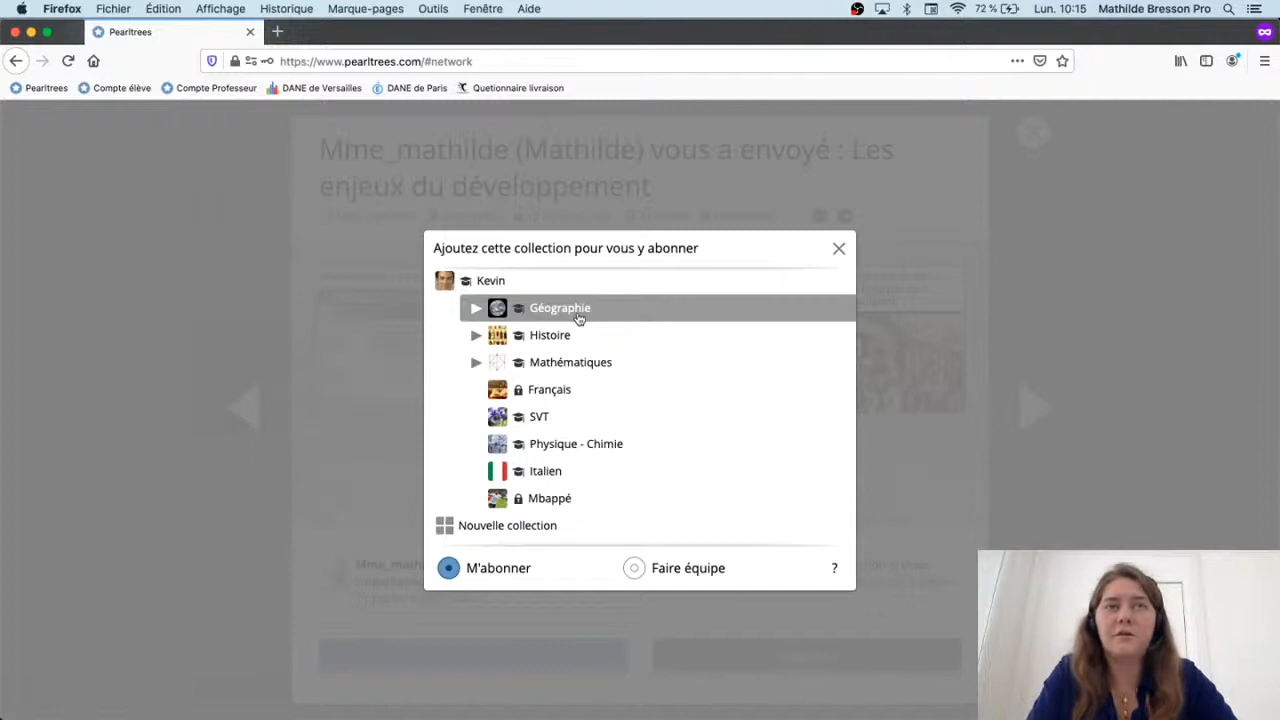 Firefox Fichier Édition Affichage Historique Marque-pages Outils Fenêtre Aide 72 % Lun. 10:15 Mathilde Bresson Pro
Pearltrees
https://www.pearltrees.com/#network
Pearltrees Compte élève Compte Professeur DANE de Versailles DANE de Paris Quetionnaire livraison
Mme_mathilde (Mathilde) vous a envoyé : Les
enjeux du développement
Ajoutez cette collection pour vous y abonner
Kevin
Géographie
Histoire
Mathématiques
Français
SVT
Physique - Chimie
Italien
Mbappé
Nouvelle collection
M'abonner Faire équipe ?